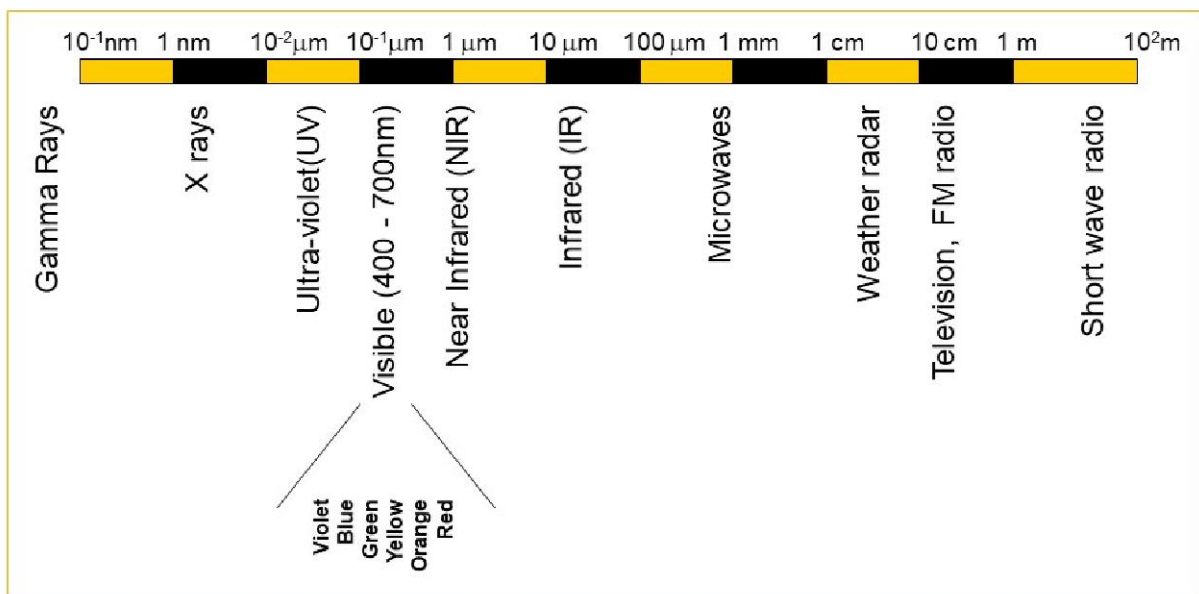 10⁻¹nm 1 nm 10⁻²μm 10⁻¹μm 1 μm 10 μm 100 μm 1 mm 1 cm 10 cm 1 m 10²m
Gamma Rays
X rays
Ultra-violet(UV)
Visible (400 - 700nm)
Near Infrared (NIR)
Infrared (IR)
Microwaves
Weather radar
Television, FM radio
Short wave radio
Violet
Blue
Green
Yellow
Orange
Red